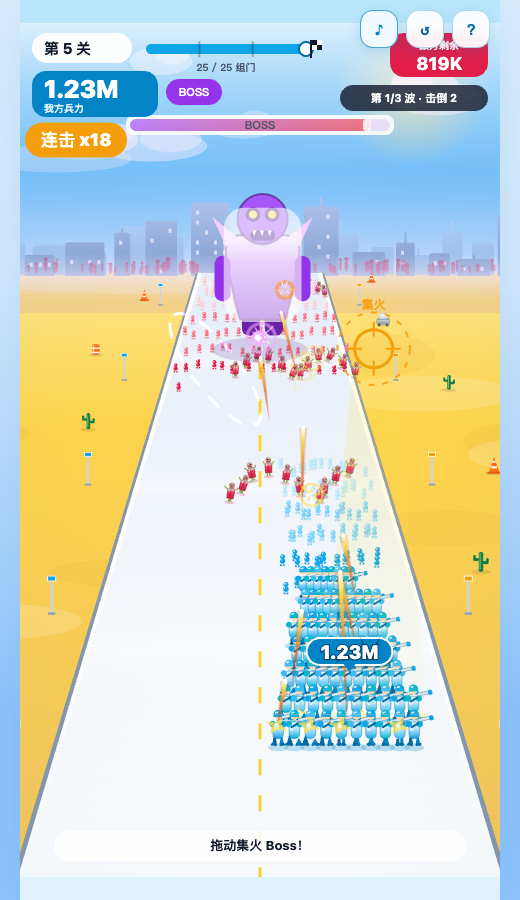 第 5 关
25 / 25 组门
♪
↺
?
819K
1.23M
我方兵力
BOSS
第 1/3 波 · 击倒 2
连击 x18
BOSS
集火
1.23M
拖动集火 Boss!